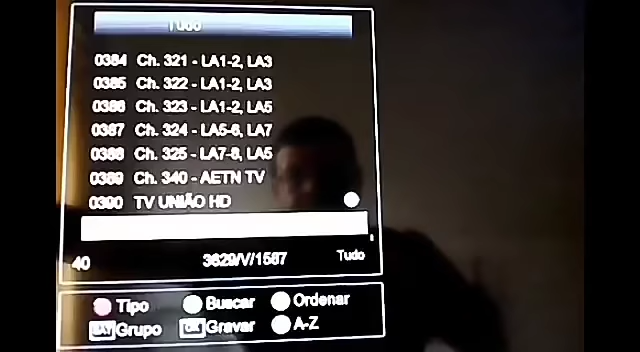 Tudo
0384 Ch. 321 - LA1-2, LA3
0385 Ch. 322 - LA1-2, LA3
0386 Ch. 323 - LA1-2, LA5
0387 Ch. 324 - LA5-6, LA7
0388 Ch. 325 - LA7-8, LA5
0389 Ch. 340 - AETN TV
0390 TV UNIÃO HD
40 3629/V/1587 Tudo
Tipo Buscar Ordenar
SAT Grupo OK Gravar A-Z